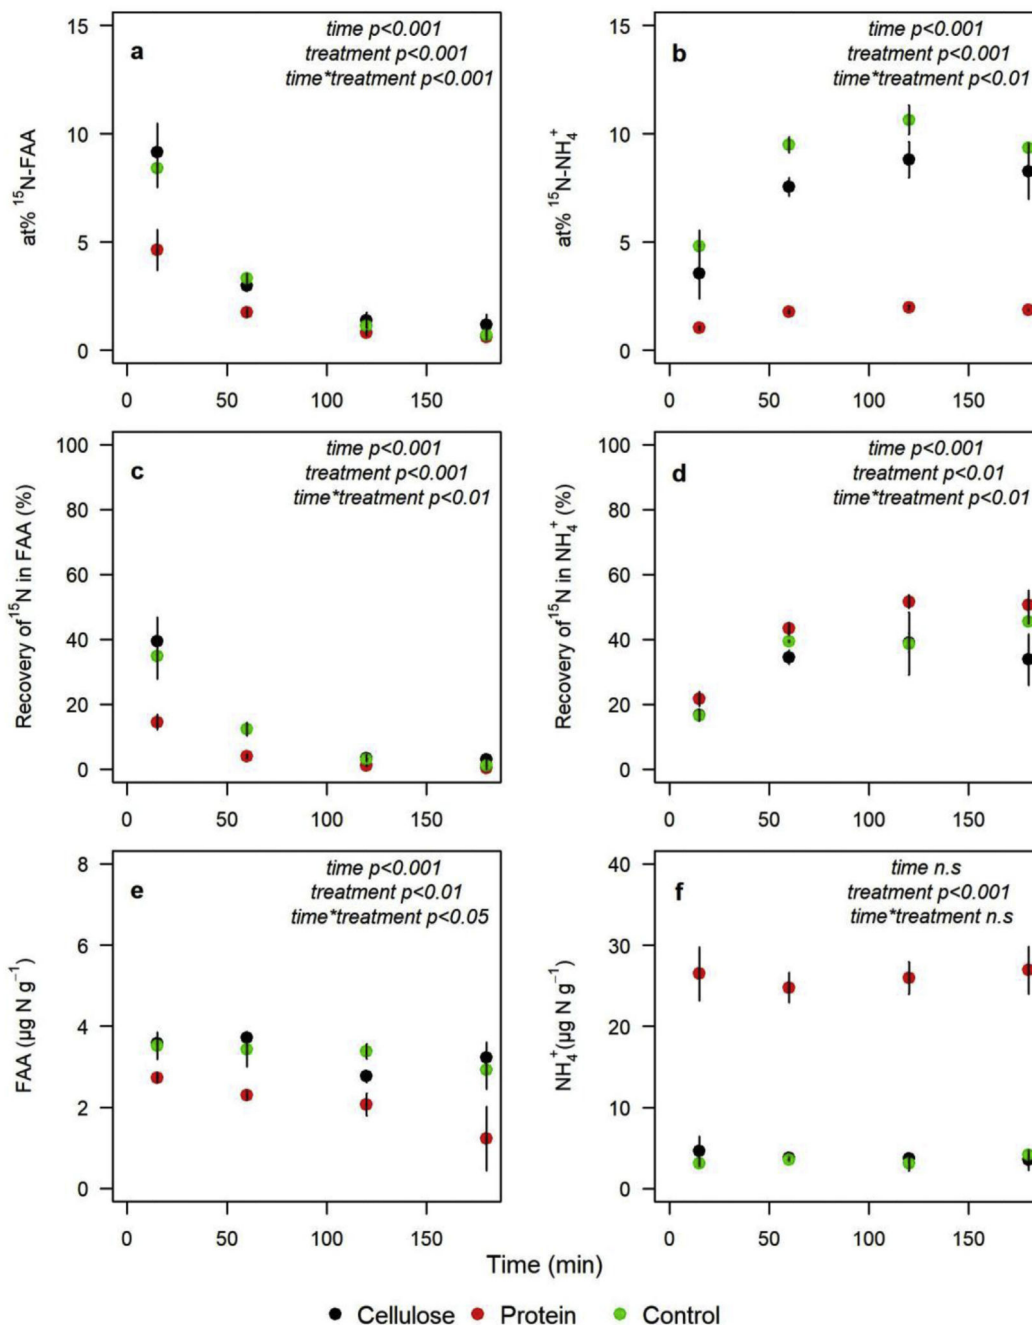 a
time p<0.001
treatment p<0.001
time*treatment p<0.001
at% ¹⁵N-FAA
15
10
5
0
0 50 100 150
b
time p<0.001
treatment p<0.001
time*treatment p<0.01
at% ¹⁵N-NH₄⁺
15
10
5
0
0 50 100 150
c
time p<0.001
treatment p<0.001
time*treatment p<0.01
Recovery of ¹⁵N in FAA (%)
100
80
60
40
20
0
0 50 100 150
d
time p<0.001
treatment p<0.01
time*treatment p<0.01
Recovery of ¹⁵N in NH₄⁺ (%)
100
80
60
40
20
0
0 50 100 150
e
time p<0.001
treatment p<0.01
time*treatment p<0.05
FAA (µg N g⁻¹)
8
6
4
2
0
0 50 100 150
f
time n.s
treatment p<0.001
time*treatment n.s
NH₄⁺(µg N g⁻¹)
40
30
20
10
0
0 50 100 150
Time (min)
Cellulose Protein Control